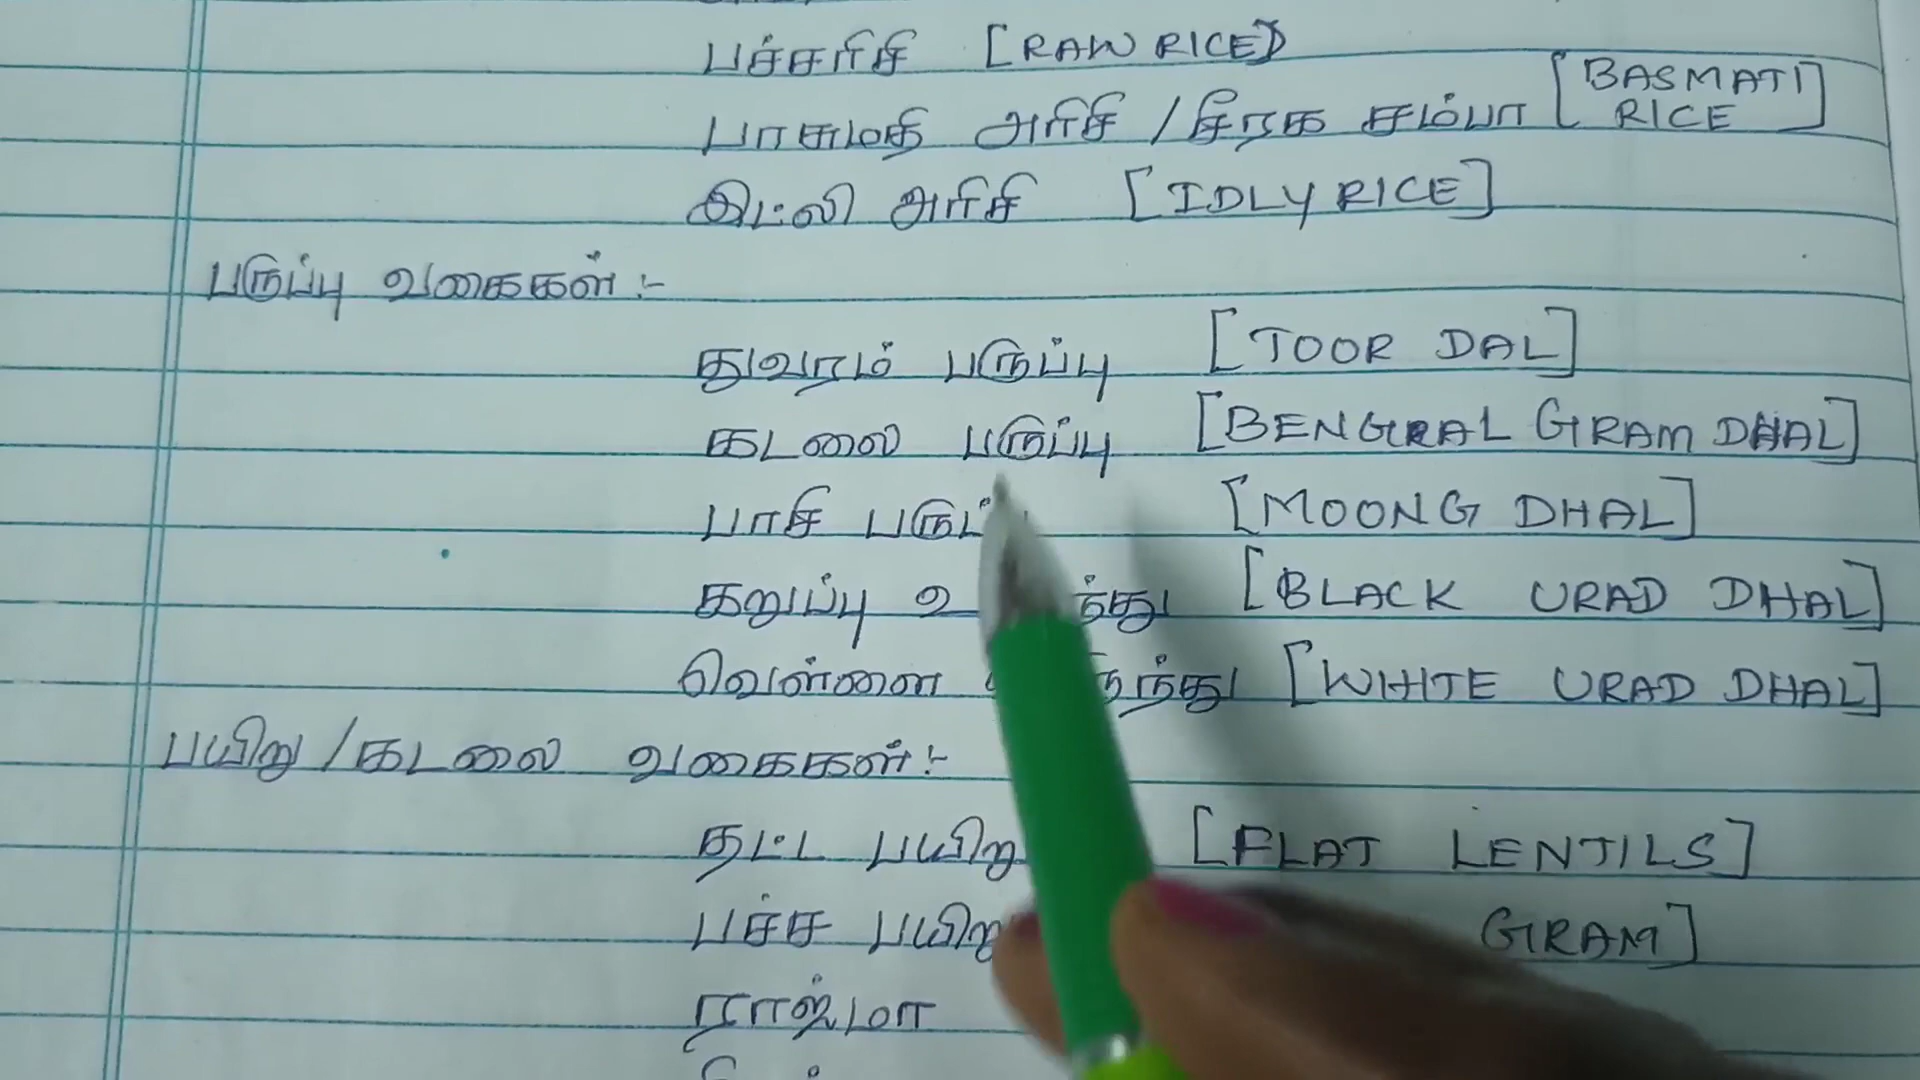 பச்சரிசி [RAW RICE]
பாசுமதி அரிசி / சீரக சம்பா [BASMATI RICE]
இட்லி அரிசி [IDLY RICE]
பருப்பு வகைகள் :-
துவரம் பருப்பு [TOOR DAL]
கடலை பருப்பு [BENGRAL GRAM DHAL]
பாசி [MOONG DHAL]
கறுப்பு [BLACK URAD DHAL]
வென்னை [WHITE URAD DHAL]
பயிறு / கடலை வகைகள் :-
தட்ட பயிறு [FLAT LENTILS]
பச்ச பயிறு GRAM]
ராஜ்மா